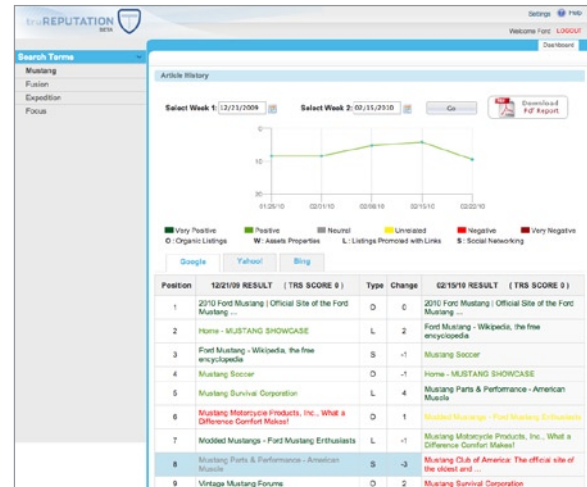 Settings Help
truREPUTATION
BETA
Welcome Ford LOGOUT
Dashboard
Search Terms
Mustang
Fusion
Expedition
Focus
Article History
Select Week 1: 12/21/2009 Select Week 2: 02/15/2010 Go Download Pdf Report
0
10
01/25/10 02/01/10 02/08/10 02/15/10 02/22/10
Very Positive Positive Neutral Unrelated Negative Very Negative
O : Organic Listings W : Assets Properties L : Listings Promoted with Links S : Social Networking
Google Yahoo! Bing
Position 12/21/09 RESULT ( TRS SCORE 0 ) Type Change 02/15/10 RESULT ( TRS SCORE 0 )
1 2010 Ford Mustang | Official Site of the Ford Mustang ... O 0 2010 Ford Mustang | Official Site of the Ford Mustang ...
2 Home - MUSTANG SHOWCASE L 2 Ford Mustang - Wikipedia, the free encyclopedia
3 Ford Mustang - Wikipedia, the free encyclopedia S -1 Mustang Soccer
4 Mustang Soccer O -1 Home - MUSTANG SHOWCASE
5 Mustang Survival Corporation L 4 Mustang Parts & Performance - American Muscle
6 Mustang Motorcycle Products, Inc., What a Difference Comfort Makes! O 1 Modded Mustangs - Ford Mustang Enthusiasts
7 Modded Mustangs - Ford Mustang Enthusiasts L -1 Mustang Motorcycle Products, Inc., What a Difference Comfort Makes!
8 Mustang Parts & Performance - American Muscle S -3 Mustang Club of America: The official site of the oldest and ...
9 Vintage Mustang Forums O 2 Mustang Survival Corporation